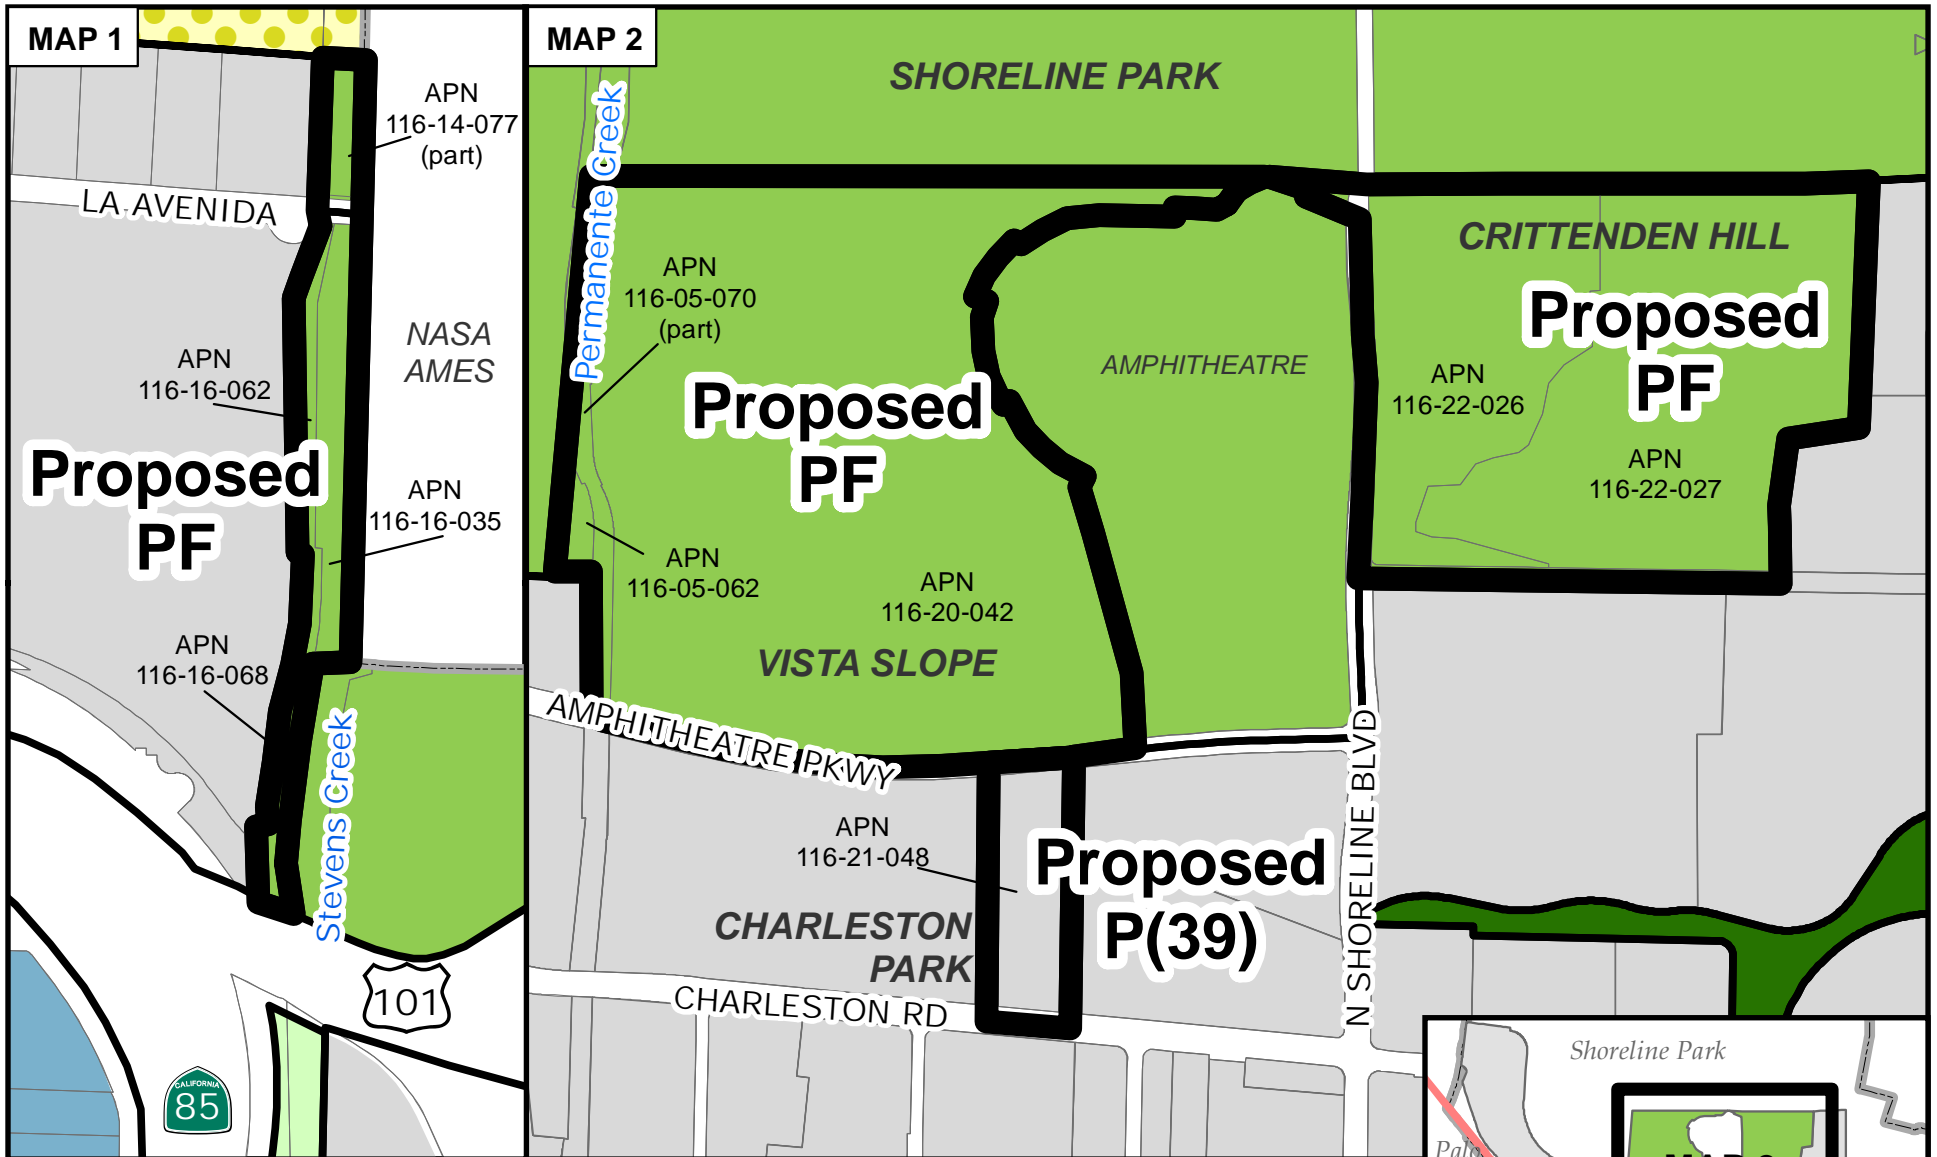 MAP 1
APN
116-14-077
(part)
LA AVENIDA
NASA
AMES
APN
116-16-062
Proposed
PF
APN
116-16-035
APN
116-16-068
Stevens Creek
101
CALIFORNIA
85
MAP 2
SHORELINE PARK
Permanente Creek
CRITTENDEN HILL
APN
116-05-070
(part)
Proposed
PF
AMPHITHEATRE
Proposed
PF
APN
116-22-026
APN
116-22-027
APN
116-05-062
APN
116-20-042
VISTA SLOPE
AMPHITHEATRE PKWY
N SHORELINE BLVD
APN
116-21-048
Proposed
P(39)
CHARLESTON
PARK
CHARLESTON RD
Shoreline Park